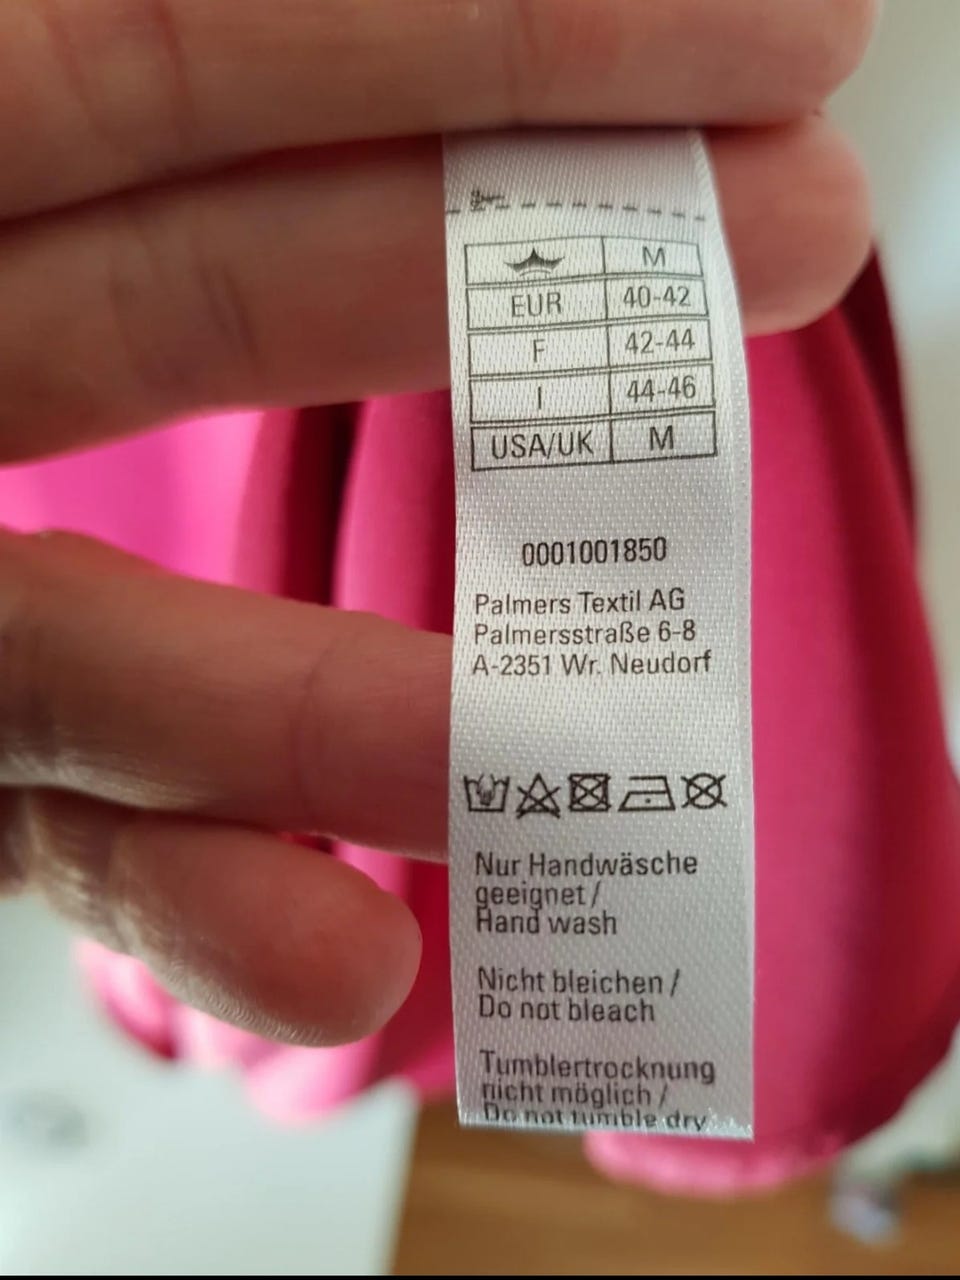 M
EUR 40-42
F 42-44
I 44-46
USA/UK M
0001001850
Palmers Textil AG
Palmersstraße 6-8
A-2351 Wr. Neudorf
Nur Handwäsche
geeignet /
Hand wash
Nicht bleichen /
Do not bleach
Tumblertrocknung
nicht möglich /
Do not tumble dry